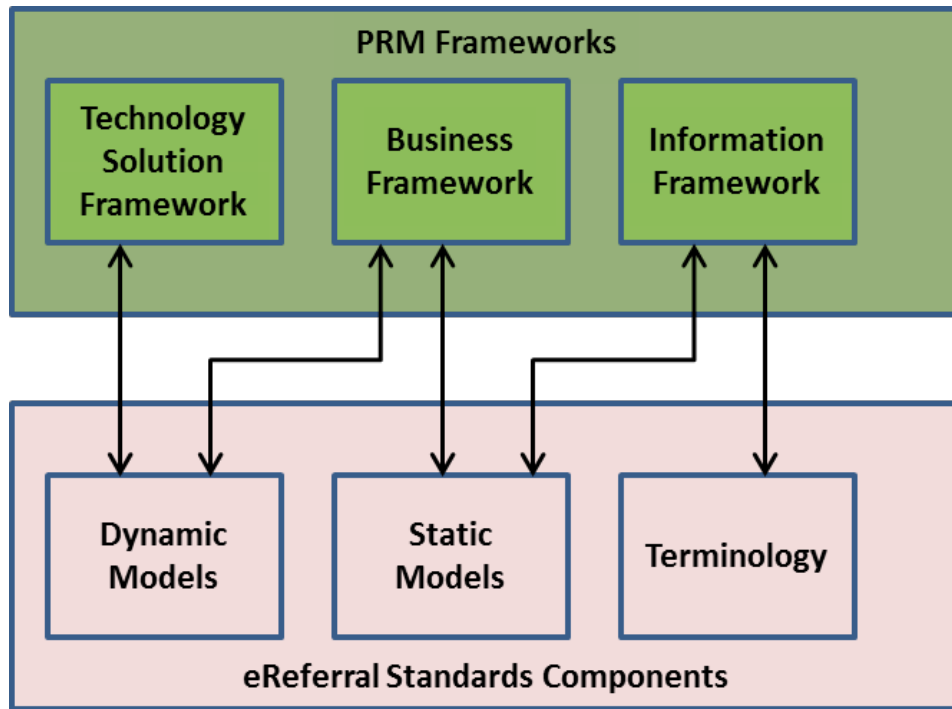 PRM Frameworks
Technology
Solution
Framework
Business
Framework
Information
Framework
Dynamic
Models
Static
Models
Terminology
eReferral Standards Components